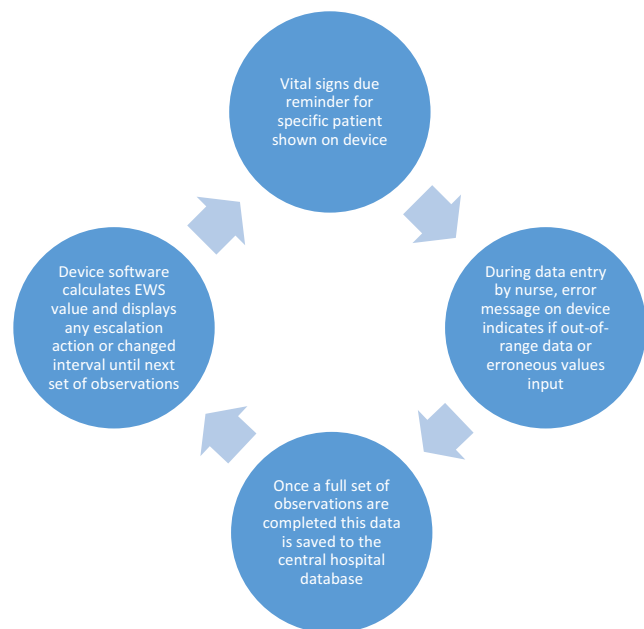 Vital signs due
reminder for
specific patient
shown on device
During data entry
by nurse, error
message on device
indicates if out-of-
range data or
erroneous values
input
Once a full set of
observations are
completed this data
is saved to the
central hospital
database
Device software
calculates EWS
value and displays
any escalation
action or changed
interval until next
set of observations